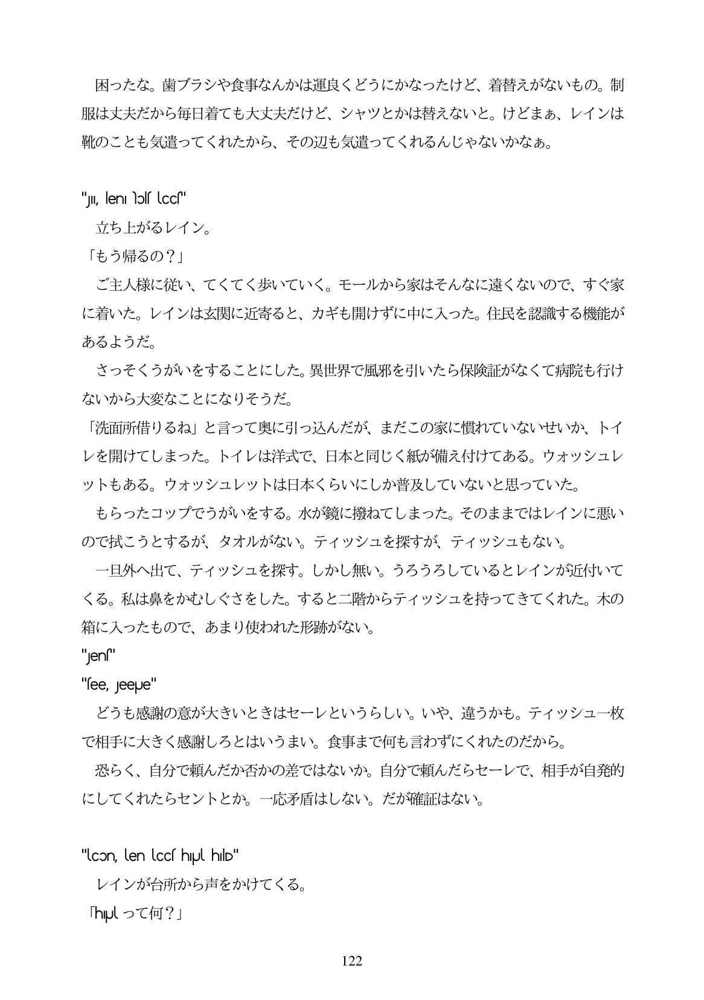 困ったな。歯ブラシや食事なんかは運良くどうにかなったけど、着替えがないもの。制
服は丈夫だから毎日着ても大丈夫だけど、シャツとかは替えないと。けどまぁ、レインは
靴のことも気遣ってくれたから、その辺も気遣ってくれるんじゃないかなぁ。
立ち上がるレイン。
「もう帰るの？」
ご主人様に従い、てくてく歩いていく。モールから家はそんなに遠くないので、すぐ家
に着いた。レインは玄関に近寄ると、カギも開けずに中に入った。住民を認識する機能が
あるようだ。
さっそくうがいをすることにした。異世界で風邪を引いたら保険証がなくて病院も行け
ないから大変なことになりそうだ。
「洗面所借りるね」と言って奥に引っ込んだが、まだこの家に慣れていないせいか、トイ
レを開けてしまった。トイレは洋式で、日本と同じく紙が備え付けてある。ウォッシュレ
ットもある。ウォッシュレットは日本くらいにしか普及していないと思っていた。
もらったコップでうがいをする。水が鏡に撥ねてしまった。そのままではレインに悪い
ので拭こうとするが、タオルがない。ティッシュを探すが、ティッシュもない。
一旦外へ出て、ティッシュを探す。しかし無い。うろうろしているとレインが近付いて
くる。私は鼻をかむしぐさをした。すると二階からティッシュを持ってきてくれた。木の
箱に入ったもので、あまり使われた形跡がない。
どうも感謝の意が大きいときはセーレというらしい。いや、違うかも。ティッシュ一枚
で相手に大きく感謝しろとはいうまい。食事まで何も言わずにくれたのだから。
恐らく、自分で頼んだか否かの差ではないか。自分で頼んだらセーレで、相手が自発的
にしてくれたらセントとか。一応矛盾はしない。だが確証はない。
レインが台所から声をかけてくる。
「 って何？」
122